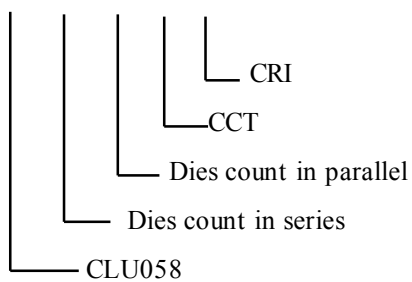 CRI
CCT
Dies count in parallel
Dies count in series
CLU058